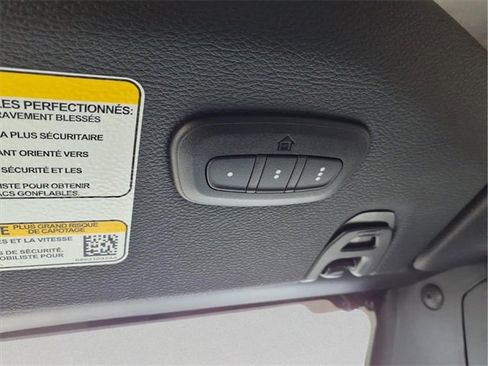 LES PERFECTIONNÉS:
RAVEMENT BLESSÉS
A PLUS SÉCURITAIRE
ANT ORIENTÉ VERS
SÉCURITÉ ET LES
ISTE POUR OBTENIR
ACS GONFLABLES.
E PLUS GRAND RISQUE
DE CAPOTAGE
ES ET LA VITESSE
S DE SÉCURITÉ.
OBILISTE POUR